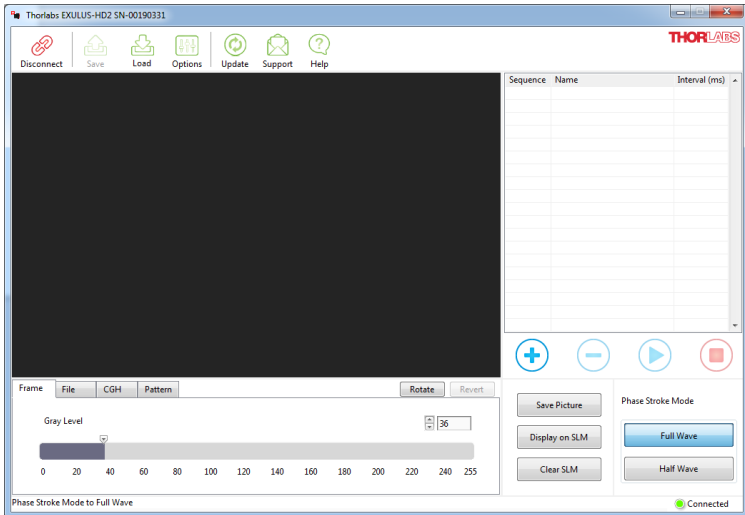 Thorlabs EXULUS-HD2 SN-00190331
Disconnect Save Load Options Update Support Help
THORLABS
Sequence Name Interval (ms)
Frame File CGH Pattern Rotate Revert
Gray Level 36
0 20 40 60 80 100 120 140 160 180 200 220 240 255
Save Picture
Display on SLM
Clear SLM
Phase Stroke Mode
Full Wave
Half Wave
Phase Stroke Mode to Full Wave
Connected